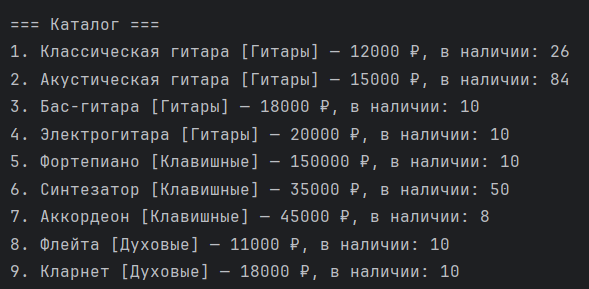 === Каталог ===
1. Классическая гитара [Гитары] — 12000 ₽, в наличии: 26
2. Акустическая гитара [Гитары] — 15000 ₽, в наличии: 84
3. Бас-гитара [Гитары] — 18000 ₽, в наличии: 10
4. Электрогитара [Гитары] — 20000 ₽, в наличии: 10
5. Фортепиано [Клавишные] — 150000 ₽, в наличии: 10
6. Синтезатор [Клавишные] — 35000 ₽, в наличии: 50
7. Аккордеон [Клавишные] — 45000 ₽, в наличии: 8
8. Флейта [Духовые] — 11000 ₽, в наличии: 10
9. Кларнет [Духовые] — 18000 ₽, в наличии: 10